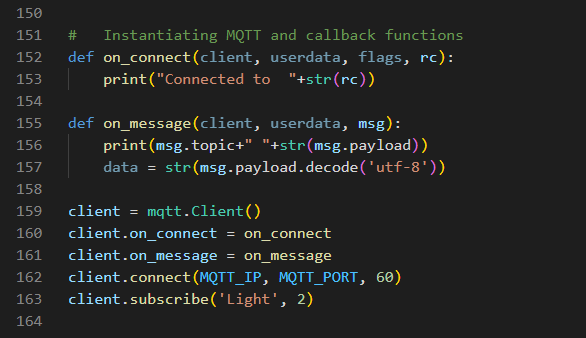 150
151 #   Instantiating MQTT and callback functions
152 def on_connect(client, userdata, flags, rc):
153     print("Connected to  "+str(rc))
154
155 def on_message(client, userdata, msg):
156     print(msg.topic+" "+str(msg.payload))
157     data = str(msg.payload.decode('utf-8'))
158
159 client = mqtt.Client()
160 client.on_connect = on_connect
161 client.on_message = on_message
162 client.connect(MQTT_IP, MQTT_PORT, 60)
163 client.subscribe('Light', 2)
164